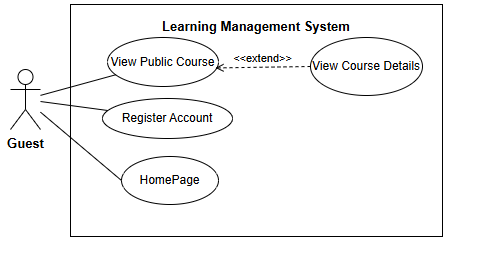 Learning Management System
View Public Course
<<extend>>
View Course Details
Register Account
Guest
HomePage